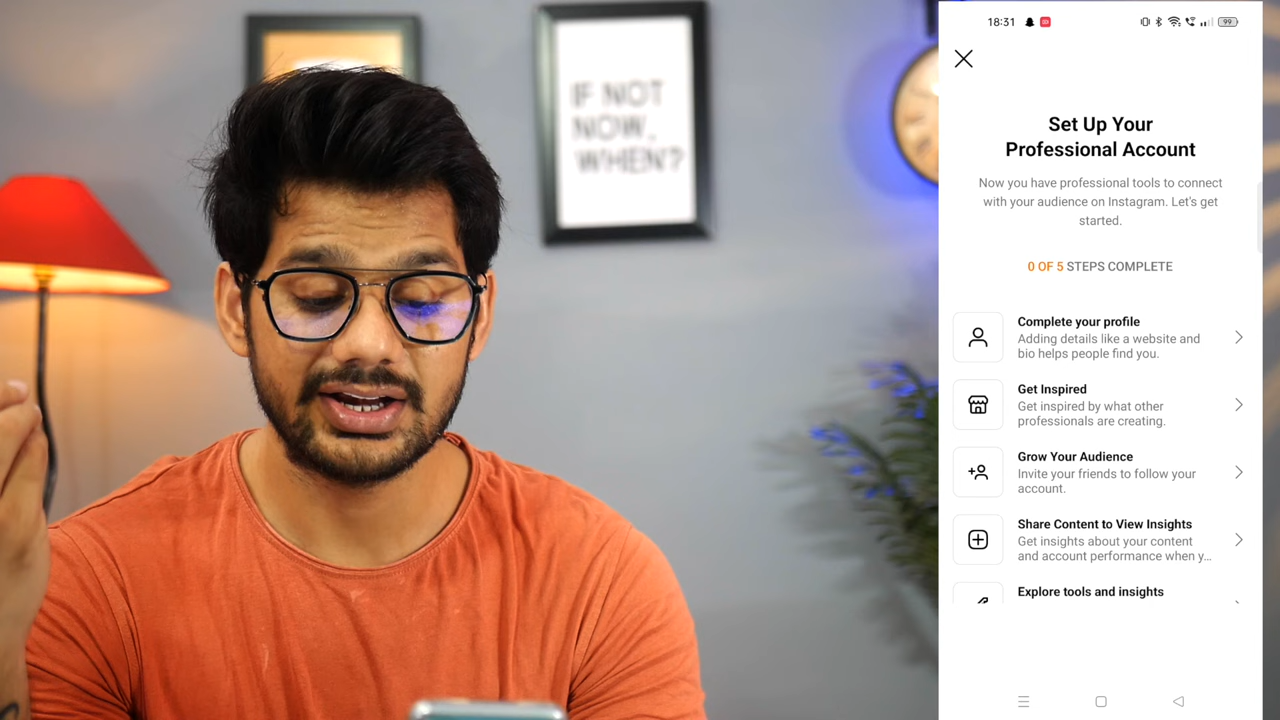 IF NOT
NOW,
WHEN?
18:31
99
Set Up Your
Professional Account
Now you have professional tools to connect
with your audience on Instagram. Let's get
started.
0 OF 5 STEPS COMPLETE
Complete your profile
Adding details like a website and
bio helps people find you.
Get Inspired
Get inspired by what other
professionals are creating.
Grow Your Audience
Invite your friends to follow your
account.
Share Content to View Insights
Get insights about your content
and account performance when y...
Explore tools and insights